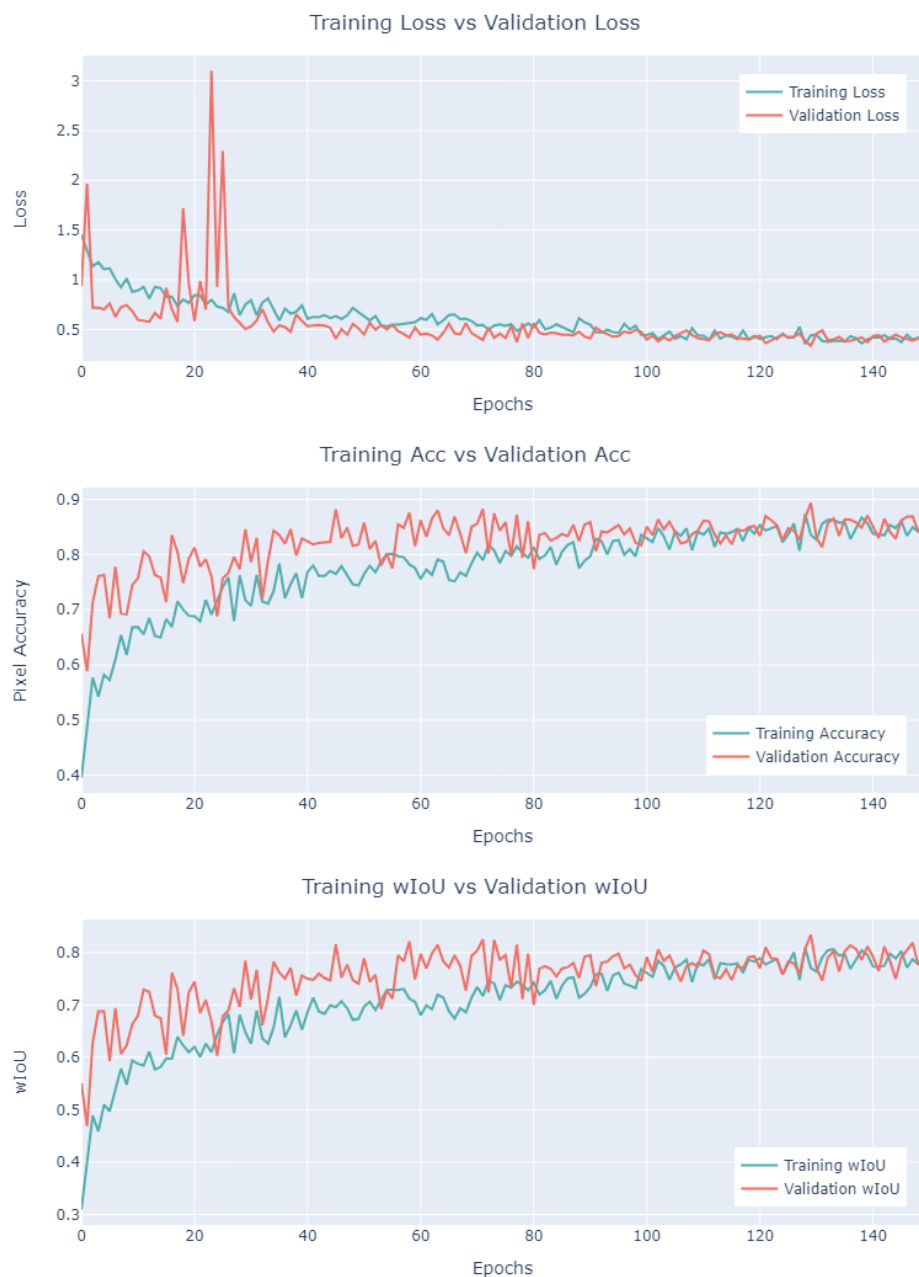 Training Loss vs Validation Loss
3
2.5
2
1.5
1
0.5
Loss
Training Loss
Validation Loss
0 20 40 60 80 100 120 140
Epochs
Training Acc vs Validation Acc
0.9
0.8
0.7
0.6
0.5
0.4
Pixel Accuracy
Training Accuracy
Validation Accuracy
0 20 40 60 80 100 120 140
Epochs
Training wIoU vs Validation wIoU
0.8
0.7
0.6
0.5
0.4
0.3
wIoU
Training wIoU
Validation wIoU
0 20 40 60 80 100 120 140
Epochs